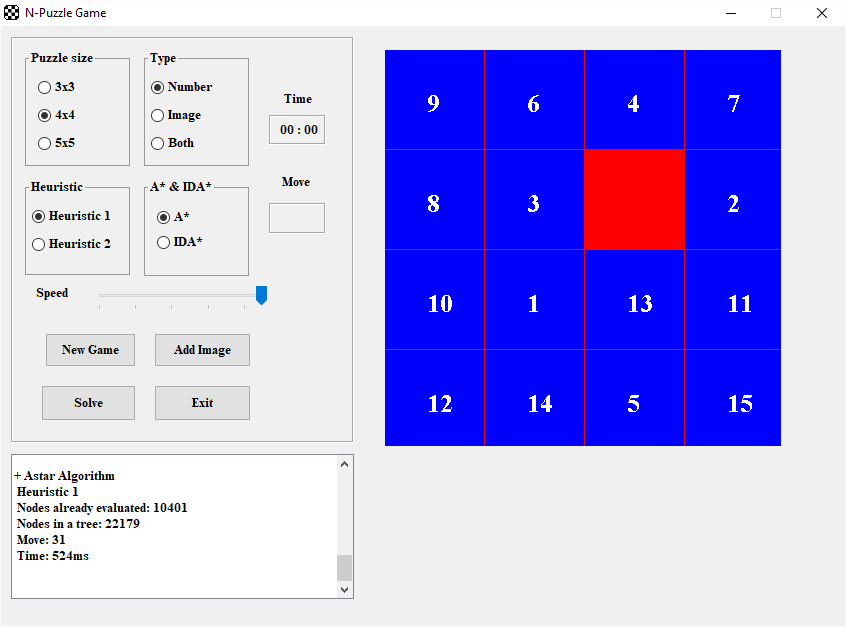 N-Puzzle Game
Puzzle size
3x3
4x4
5x5
Type
Number
Image
Both
Time
00 : 00
Heuristic
Heuristic 1
Heuristic 2
A* & IDA*
A*
IDA*
Move
Speed
New Game
Add Image
Solve
Exit
+ Astar Algorithm
Heuristic 1
Nodes already evaluated: 10401
Nodes in a tree: 22179
Move: 31
Time: 524ms
9 6 4 7
8 3 2
10 1 13 11
12 14 5 15